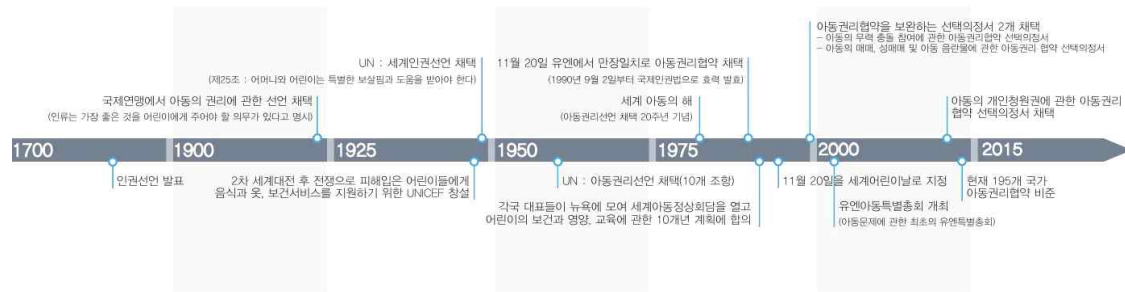 아동권리협약을 보완하는 선택의정서 2개 채택
- 아동의 무력 충돌 참여에 관한 아동권리협약 선택의정서
- 아동의 매매, 성매매 및 아동 음란물에 관한 아동권리 협약 선택의정서
UN : 세계인권선언 채택
(제25조 : 어머니와 어린이는 특별한 보살핌과 도움을 받아야 한다)
11월 20일 유엔에서 만장일치로 아동권리협약 채택
(1990년 9월 2일부터 국제인권법으로 효력 발효)
국제연맹에서 아동의 권리에 관한 선언 채택
(인류는 가장 좋은 것을 어린이에게 주어야 할 의무가 있다고 명시)
세계 아동의 해
(아동권리선언 채택 20주년 기념)
아동의 개인청원권에 관한 아동권리
협약 선택의정서 채택
1700
1900
1925
1950
1975
2000
2015
인권선언 발표
2차 세계대전 후 전쟁으로 피해입은 어린이들에게
음식과 옷, 보건서비스를 지원하기 위한 UNICEF 창설
UN : 아동권리선언 채택(10개 조항)
11월 20일을 세계어린이날로 지정
현재 195개 국가
아동권리협약 비준
각국 대표들이 뉴욕에 모여 세계아동정상회담을 열고
어린이의 보건과 영양, 교육에 관한 10개년 계획에 합의
유엔아동특별총회 개최
(아동문제에 관한 최초의 유엔특별총회)